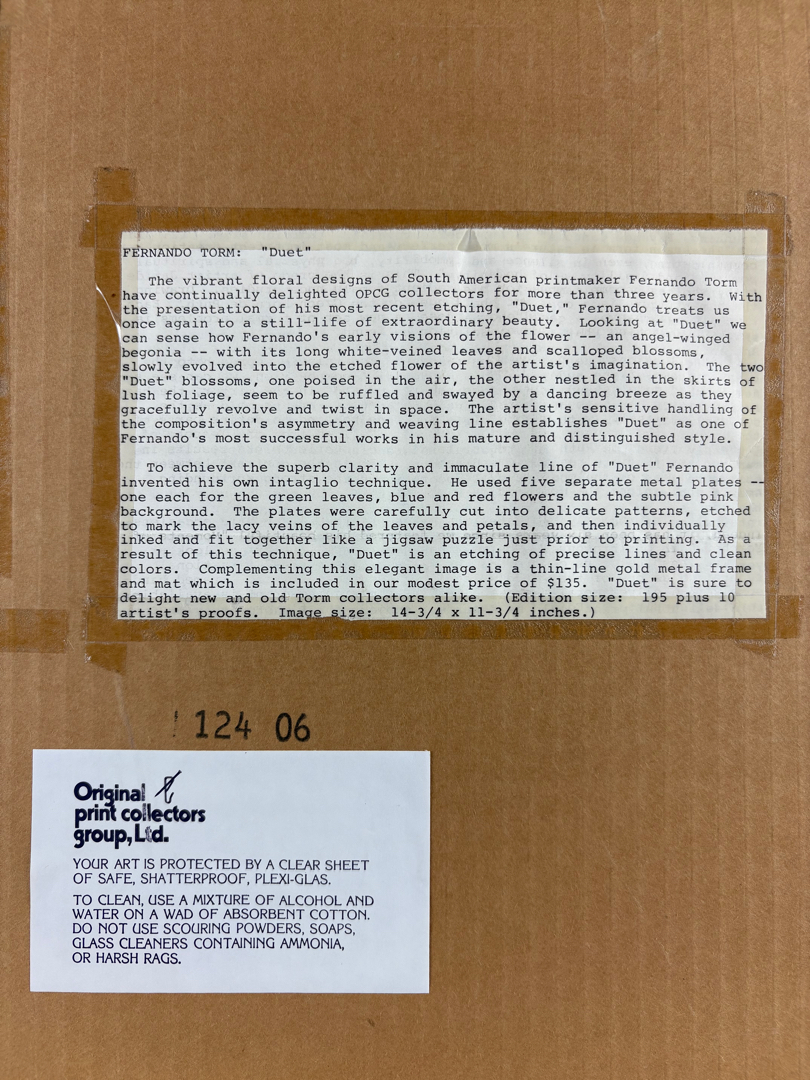 FERNANDO TORM:  "Duet"
The vibrant floral designs of South American printmaker Fernando Torm
have continually delighted OPCG collectors for more than three years.  With
the presentation of his most recent etching, "Duet," Fernando treats us
once again to a still-life of extraordinary beauty.  Looking at "Duet" we
can sense how Fernando's early visions of the flower -- an angel-winged
begonia -- with its long white-veined leaves and scalloped blossoms,
slowly evolved into the etched flower of the artist's imagination.  The two
"Duet" blossoms, one poised in the air, the other nestled in the skirts of
lush foliage, seem to be ruffled and swayed by a dancing breeze as they
gracefully revolve and twist in space.  The artist's sensitive handling of
the composition's asymmetry and weaving line establishes "Duet" as one of
Fernando's most successful works in his mature and distinguished style.
To achieve the superb clarity and immaculate line of "Duet" Fernando
invented his own intaglio technique.  He used five separate metal plates --
one each for the green leaves, blue and red flowers and the subtle pink
background.  The plates were carefully cut into delicate patterns, etched
to mark the lacy veins of the leaves and petals, and then individually
inked and fit together like a jigsaw puzzle just prior to printing.  As a
result of this technique, "Duet" is an etching of precise lines and clean
colors.  Complementing this elegant image is a thin-line gold metal frame
and mat which is included in our modest price of $135.  "Duet" is sure to
delight new and old Torm collectors alike.  (Edition size:  195 plus 10
artist's proofs.  Image size:  14-3/4 x 11-3/4 inches.)
124 06
Original
print collectors
group, Ltd.
YOUR ART IS PROTECTED BY A CLEAR SHEET
OF SAFE, SHATTERPROOF, PLEXI-GLAS.
TO CLEAN, USE A MIXTURE OF ALCOHOL AND
WATER ON A WAD OF ABSORBENT COTTON.
DO NOT USE SCOURING POWDERS, SOAPS,
GLASS CLEANERS CONTAINING AMMONIA,
OR HARSH RAGS.